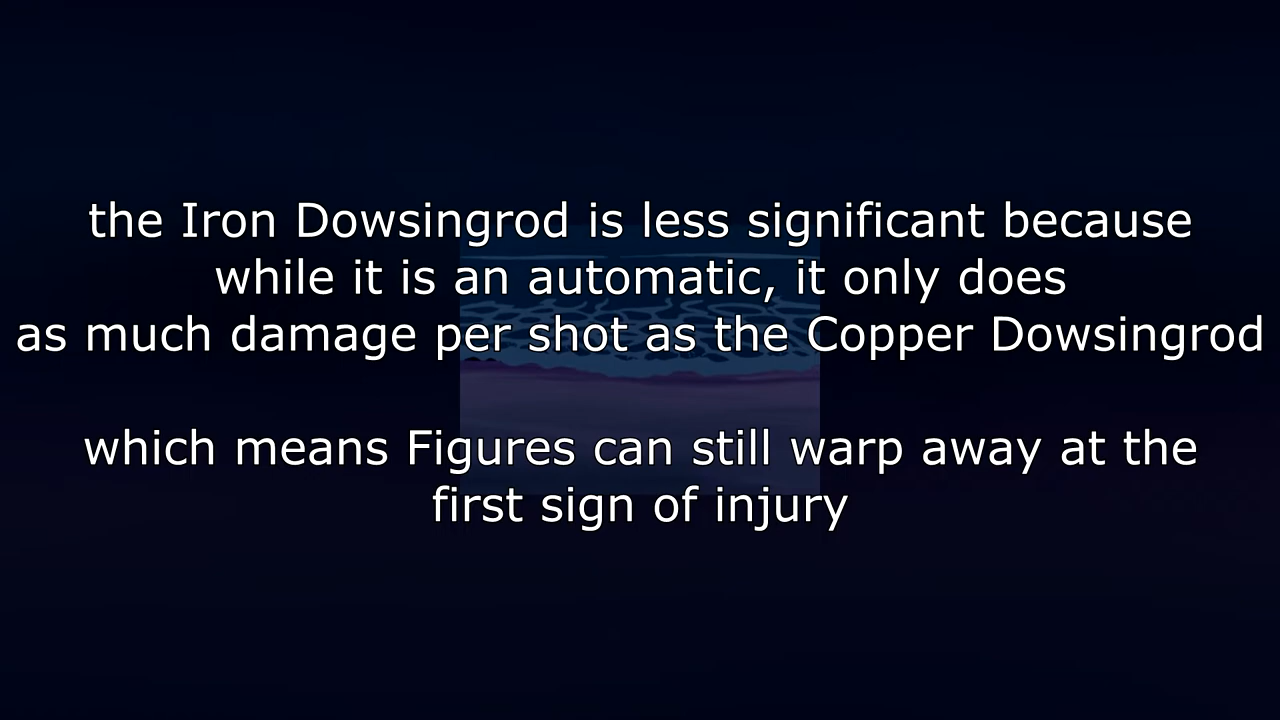 the Iron Dowsingrod is less significant because
while it is an automatic, it only does
as much damage per shot as the Copper Dowsingrod
which means Figures can still warp away at the
first sign of injury